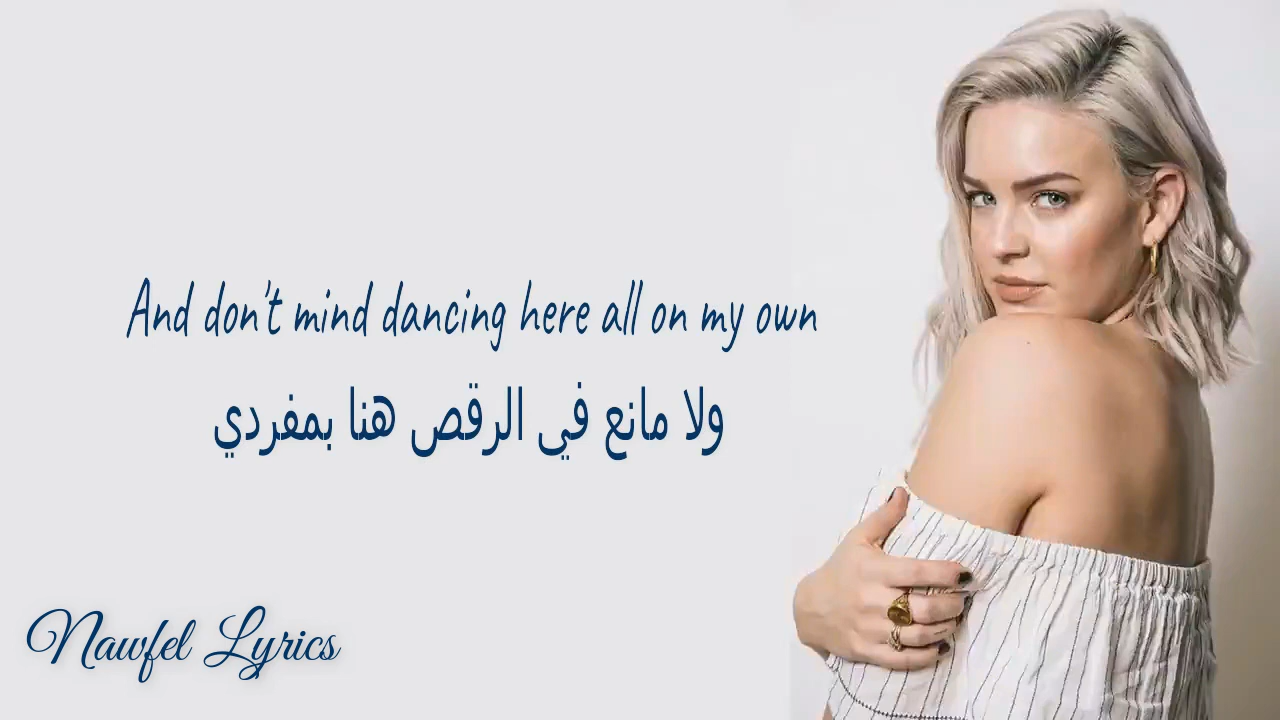 And don't mind dancing here all on my own
ولا مانع في الرقص هنا بمفردي
Nawfel Lyrics